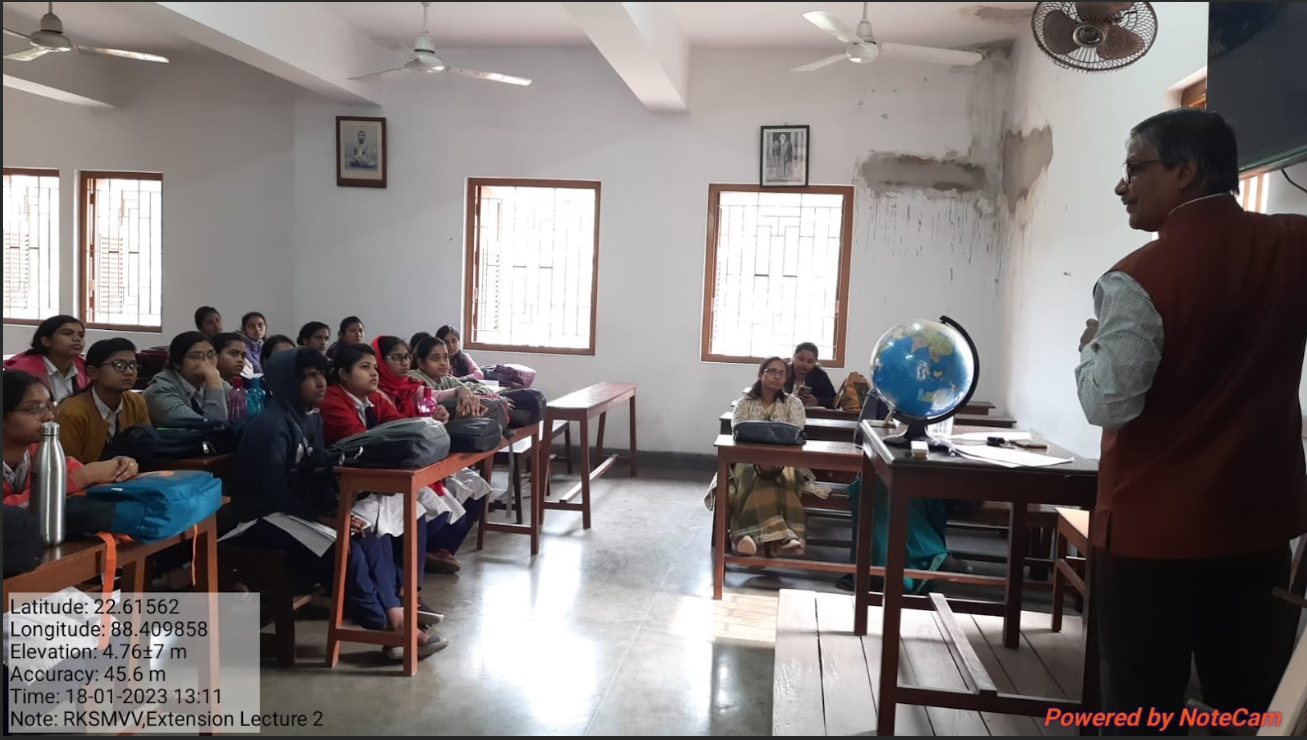 Latitude: 22.61562
Longitude: 88.409858
Elevation: 4.76±7 m
Accuracy: 45.6 m
Time: 18-01-2023 13:11
Note: RKSMVV,Extension Lecture 2
Powered by NoteCam